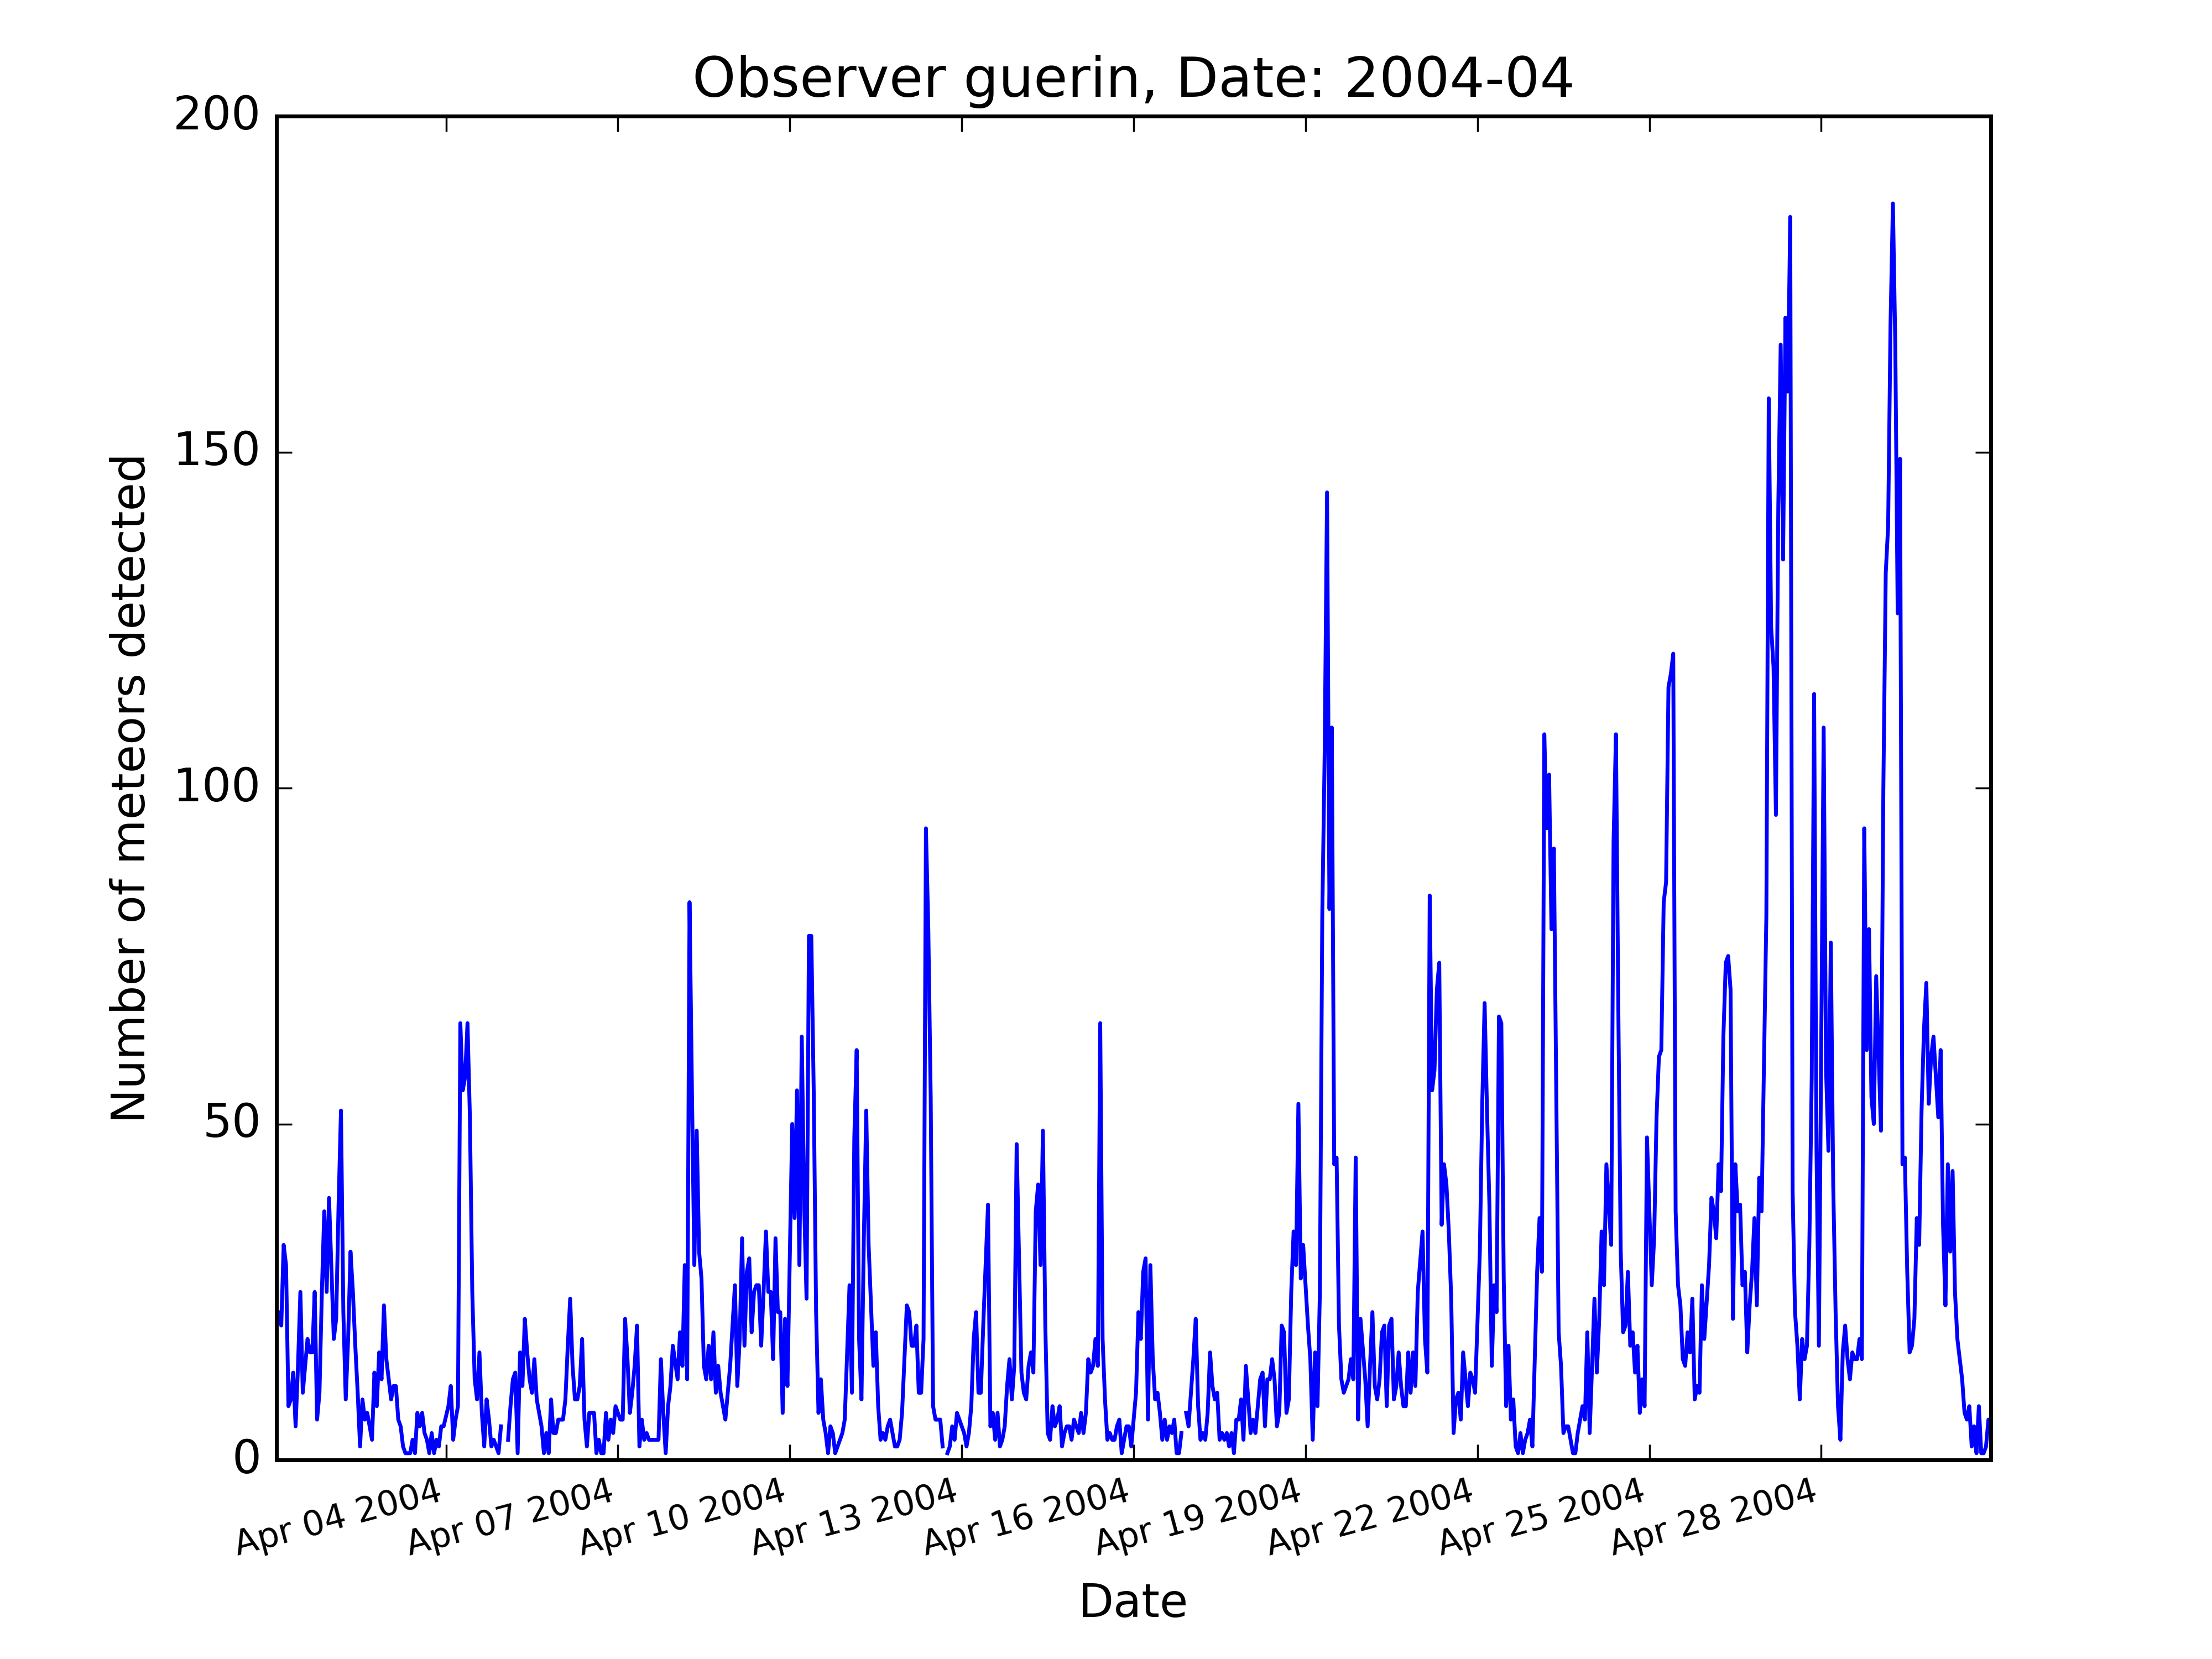 Observer guerin, Date: 2004-04
200
150
100
50
0
Number of meteors detected
Apr 04 2004
Apr 07 2004
Apr 10 2004
Apr 13 2004
Apr 16 2004
Apr 19 2004
Apr 22 2004
Apr 25 2004
Apr 28 2004
Date